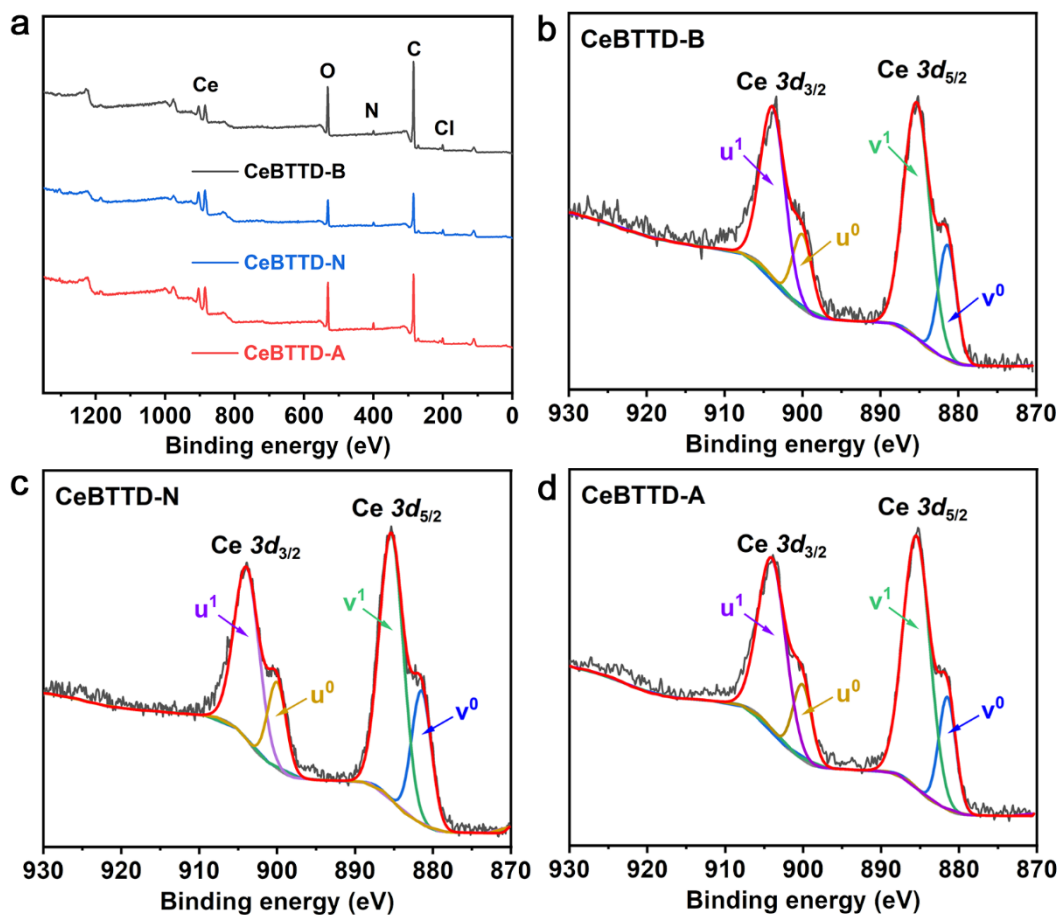 a
Ce
O
N
C
Cl
CeBTTD-B
CeBTTD-N
CeBTTD-A
1200 1000 800 600 400 200 0
Binding energy (eV)
b
CeBTTD-B
Ce 3d3/2
Ce 3d5/2
u1
v1
u0
v0
930 920 910 900 890 880 870
Binding energy (eV)
c
CeBTTD-N
Ce 3d3/2
Ce 3d5/2
u1
v1
u0
v0
930 920 910 900 890 880 870
Binding energy (eV)
d
CeBTTD-A
Ce 3d3/2
Ce 3d5/2
u1
v1
u0
v0
930 920 910 900 890 880 870
Binding energy (eV)